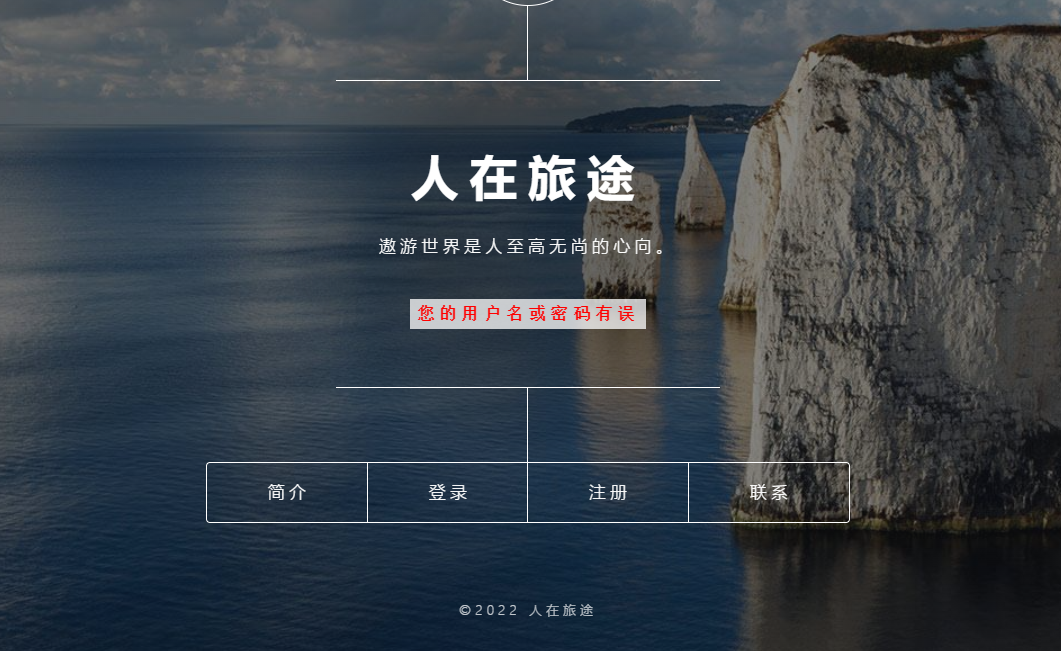 人在旅途
遨游世界是人至高无尚的心向。
您的用户名或密码有误
简介
登录
注册
联系
©2022 人在旅途